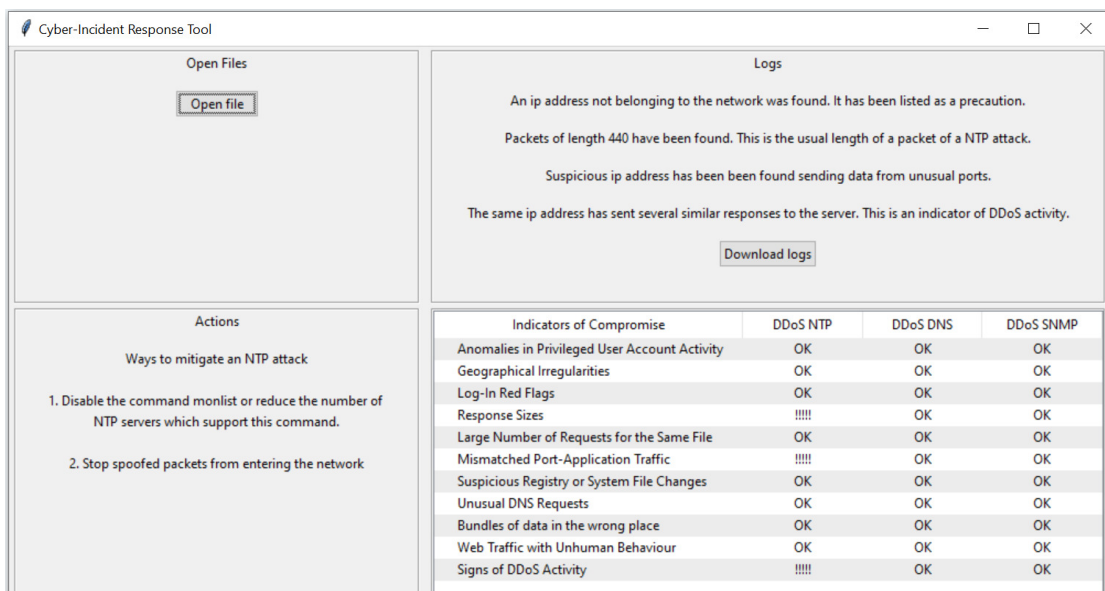 Cyber-Incident Response Tool
Open Files
Open file
Logs
An ip address not belonging to the network was found. It has been listed as a precaution.
Packets of length 440 have been found. This is the usual length of a packet of a NTP attack.
Suspicious ip address has been been found sending data from unusual ports.
The same ip address has sent several similar responses to the server. This is an indicator of DDoS activity.
Download logs
Actions
Ways to mitigate an NTP attack
1. Disable the command monlist or reduce the number of
NTP servers which support this command.
2. Stop spoofed packets from entering the network
Indicators of Compromise DDoS NTP DDoS DNS DDoS SNMP
Anomalies in Privileged User Account Activity OK OK OK
Geographical Irregularities OK OK OK
Log-In Red Flags OK OK OK
Response Sizes !!!!! OK OK
Large Number of Requests for the Same File OK OK OK
Mismatched Port-Application Traffic !!!!! OK OK
Suspicious Registry or System File Changes OK OK OK
Unusual DNS Requests OK OK OK
Bundles of data in the wrong place OK OK OK
Web Traffic with Unhuman Behaviour OK OK OK
Signs of DDoS Activity !!!!! OK OK